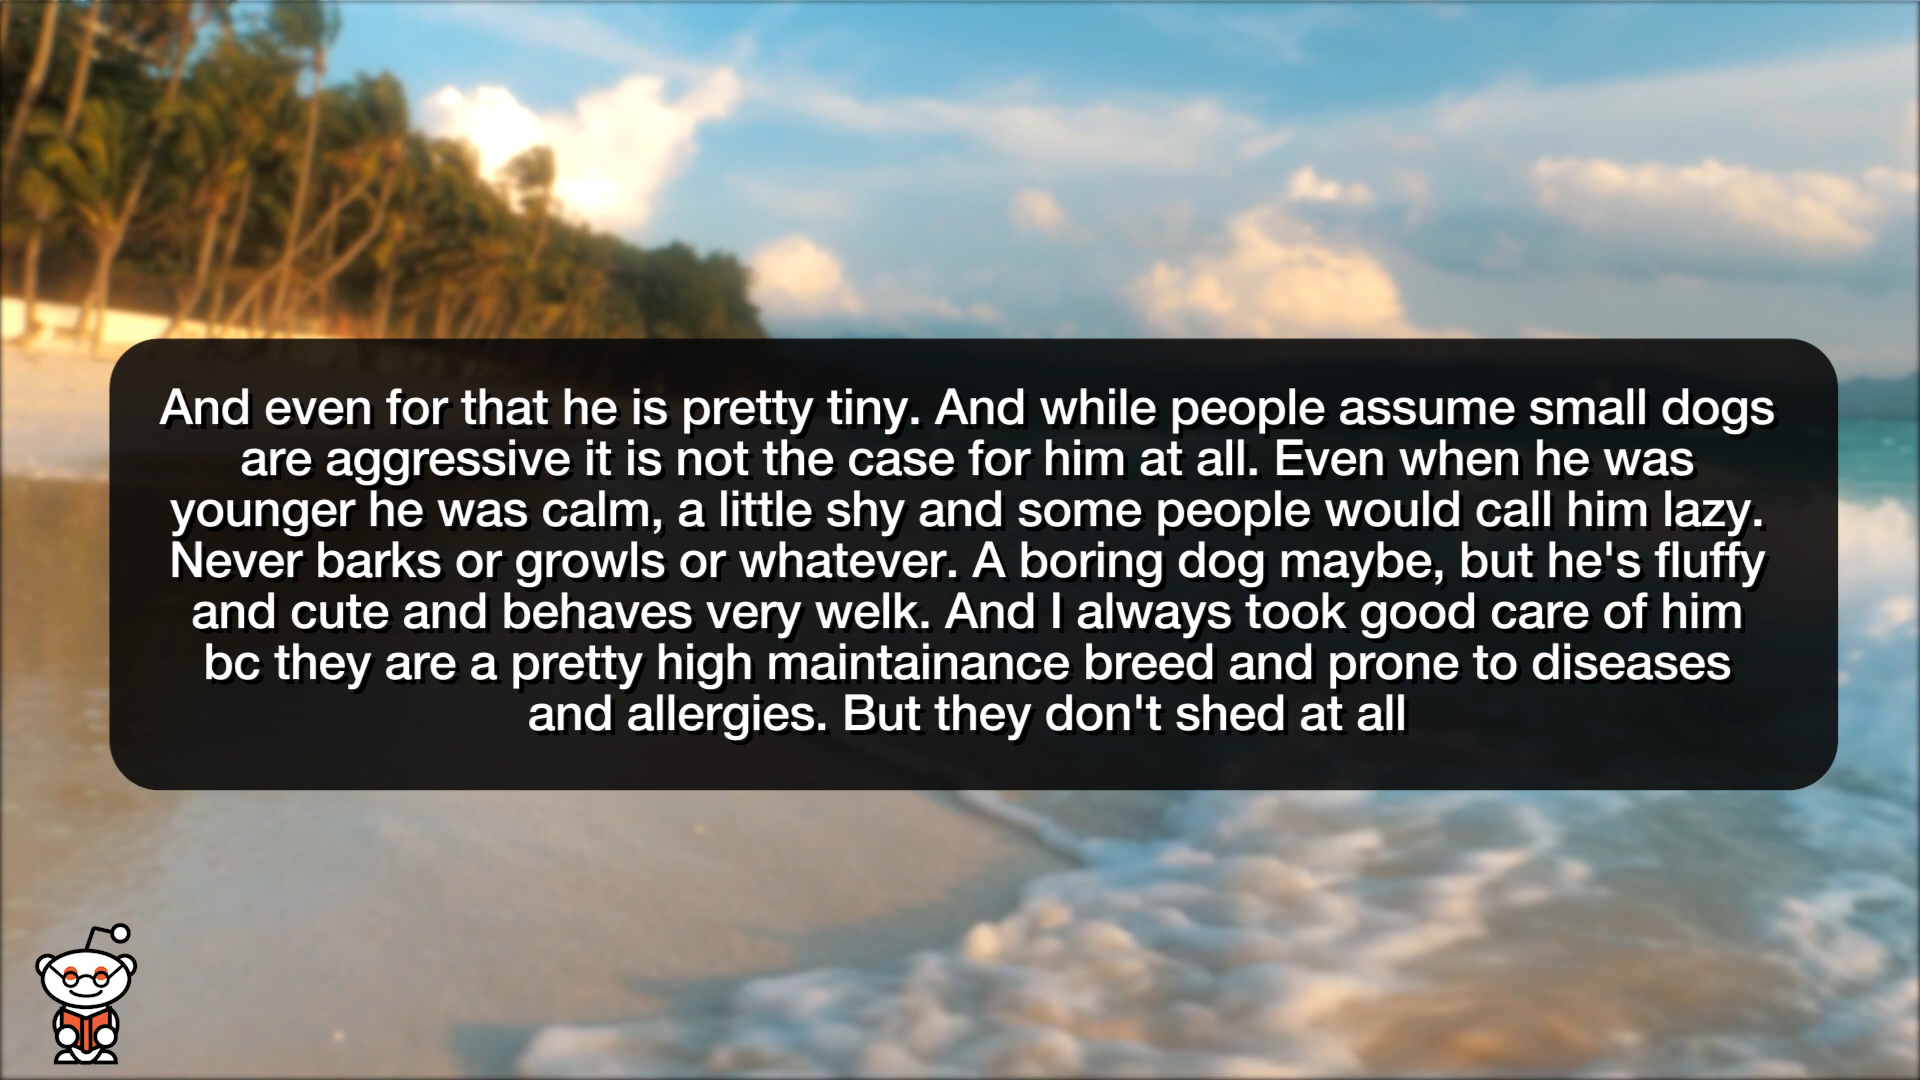 And even for that he is pretty tiny. And while people assume small dogs
are aggressive it is not the case for him at all. Even when he was
younger he was calm, a little shy and some people would call him lazy.
Never barks or growls or whatever. A boring dog maybe, but he's fluffy
and cute and behaves very welk. And I always took good care of him
bc they are a pretty high maintainance breed and prone to diseases
and allergies. But they don't shed at all